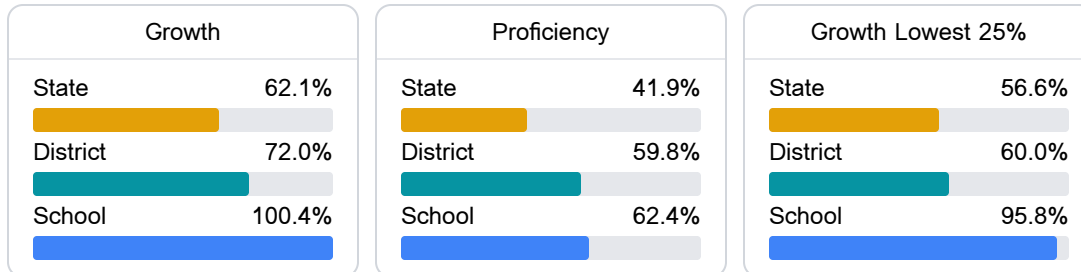 Growth
State 62.1%
District 72.0%
School 100.4%
Proficiency
State 41.9%
District 59.8%
School 62.4%
Growth Lowest 25%
State 56.6%
District 60.0%
School 95.8%